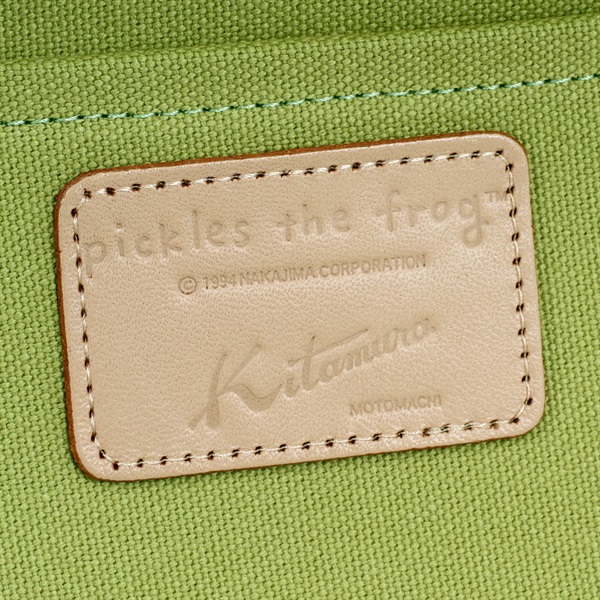 pickles the frog™
© 1994 NAKAJIMA CORPORATION
Kitamura
MOTOMACHI